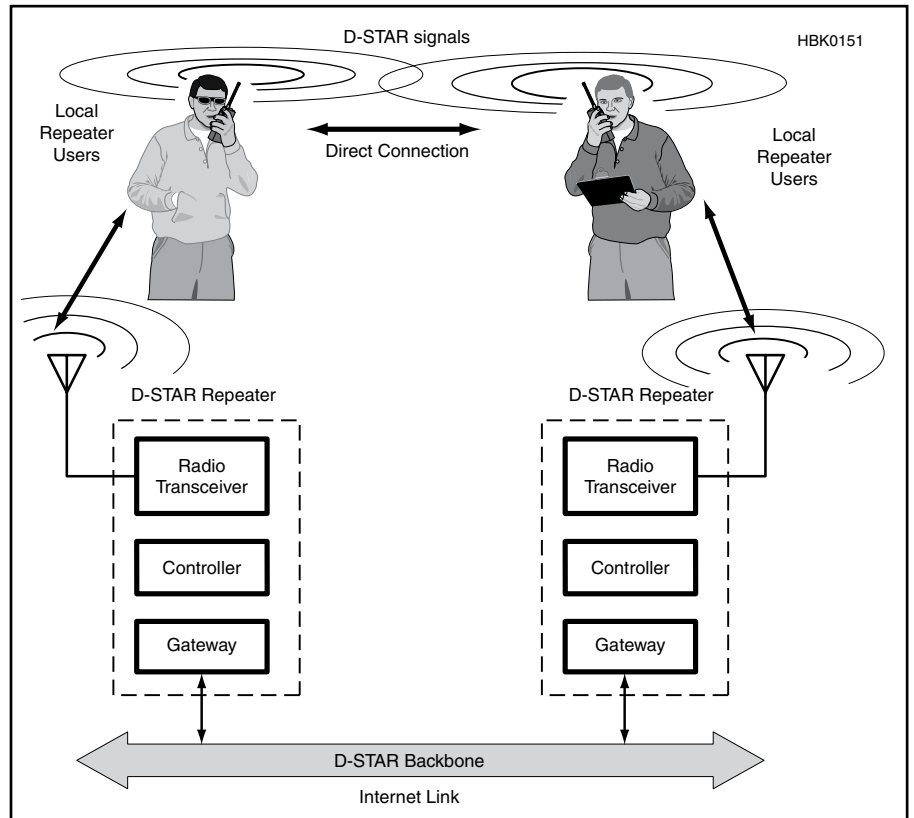 D-STAR signals
HBK0151
Local
Repeater
Users
Direct Connection
Local
Repeater
Users
D-STAR Repeater
D-STAR Repeater
Radio
Transceiver
Radio
Transceiver
Controller
Controller
Gateway
Gateway
D-STAR Backbone
Internet Link